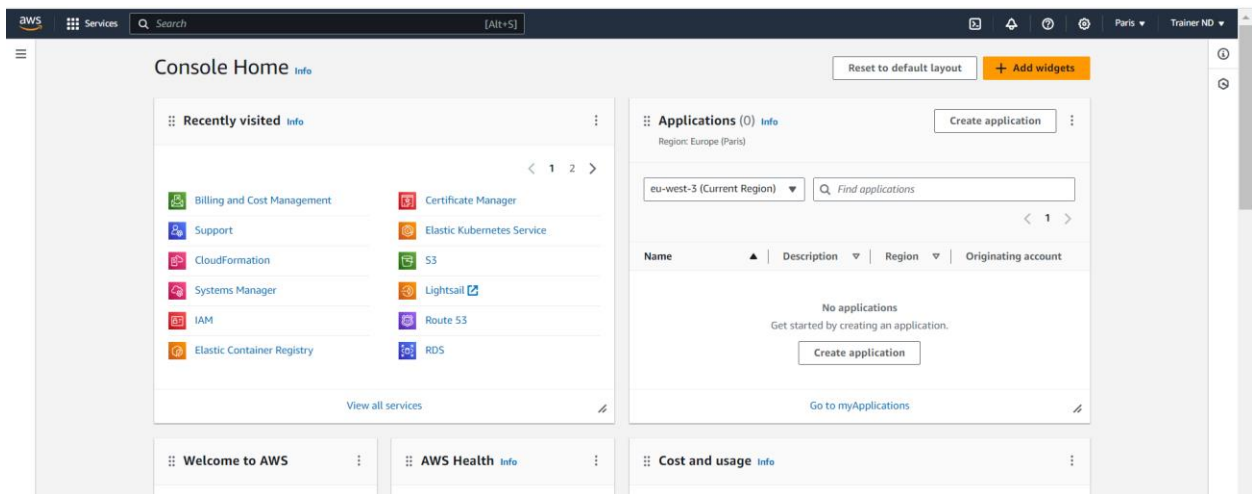 aws Services Search [Alt+S] Paris Trainer ND
Console Home Info
Reset to default layout + Add widgets
Recently visited Info
< 1 2 >
Billing and Cost Management
Support
CloudFormation
Systems Manager
IAM
Elastic Container Registry
Certificate Manager
Elastic Kubernetes Service
S3
Lightsail
Route 53
RDS
View all services
Applications (0) Info
Create application
Region: Europe (Paris)
eu-west-3 (Current Region) Find applications
< 1 >
Name Description Region Originating account
No applications
Get started by creating an application.
Create application
Go to myApplications
Welcome to AWS
AWS Health Info
Cost and usage Info